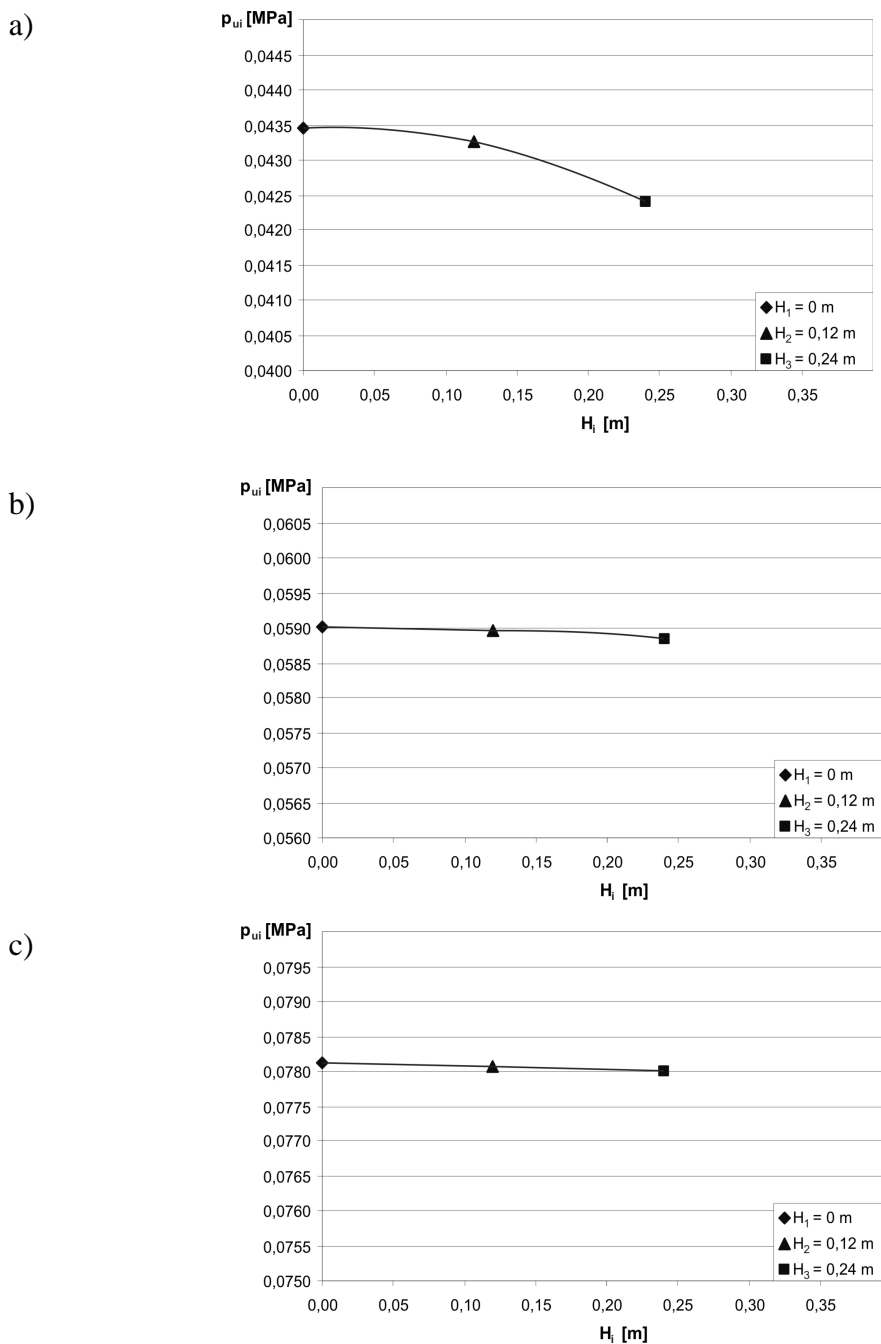 a)
p_ui [MPa]
0,0445
0,0440
0,0435
0,0430
0,0425
0,0420
0,0415
0,0410
0,0405
0,0400
H₁ = 0 m
H₂ = 0,12 m
H₃ = 0,24 m
0,00 0,05 0,10 0,15 0,20 0,25 0,30 0,35
Hᵢ [m]
b)
p_ui [MPa]
0,0605
0,0600
0,0595
0,0590
0,0585
0,0580
0,0575
0,0570
0,0565
0,0560
H₁ = 0 m
H₂ = 0,12 m
H₃ = 0,24 m
0,00 0,05 0,10 0,15 0,20 0,25 0,30 0,35
Hᵢ [m]
c)
p_ui [MPa]
0,0795
0,0790
0,0785
0,0780
0,0775
0,0770
0,0765
0,0760
0,0755
0,0750
H₁ = 0 m
H₂ = 0,12 m
H₃ = 0,24 m
0,00 0,05 0,10 0,15 0,20 0,25 0,30 0,35
Hᵢ [m]